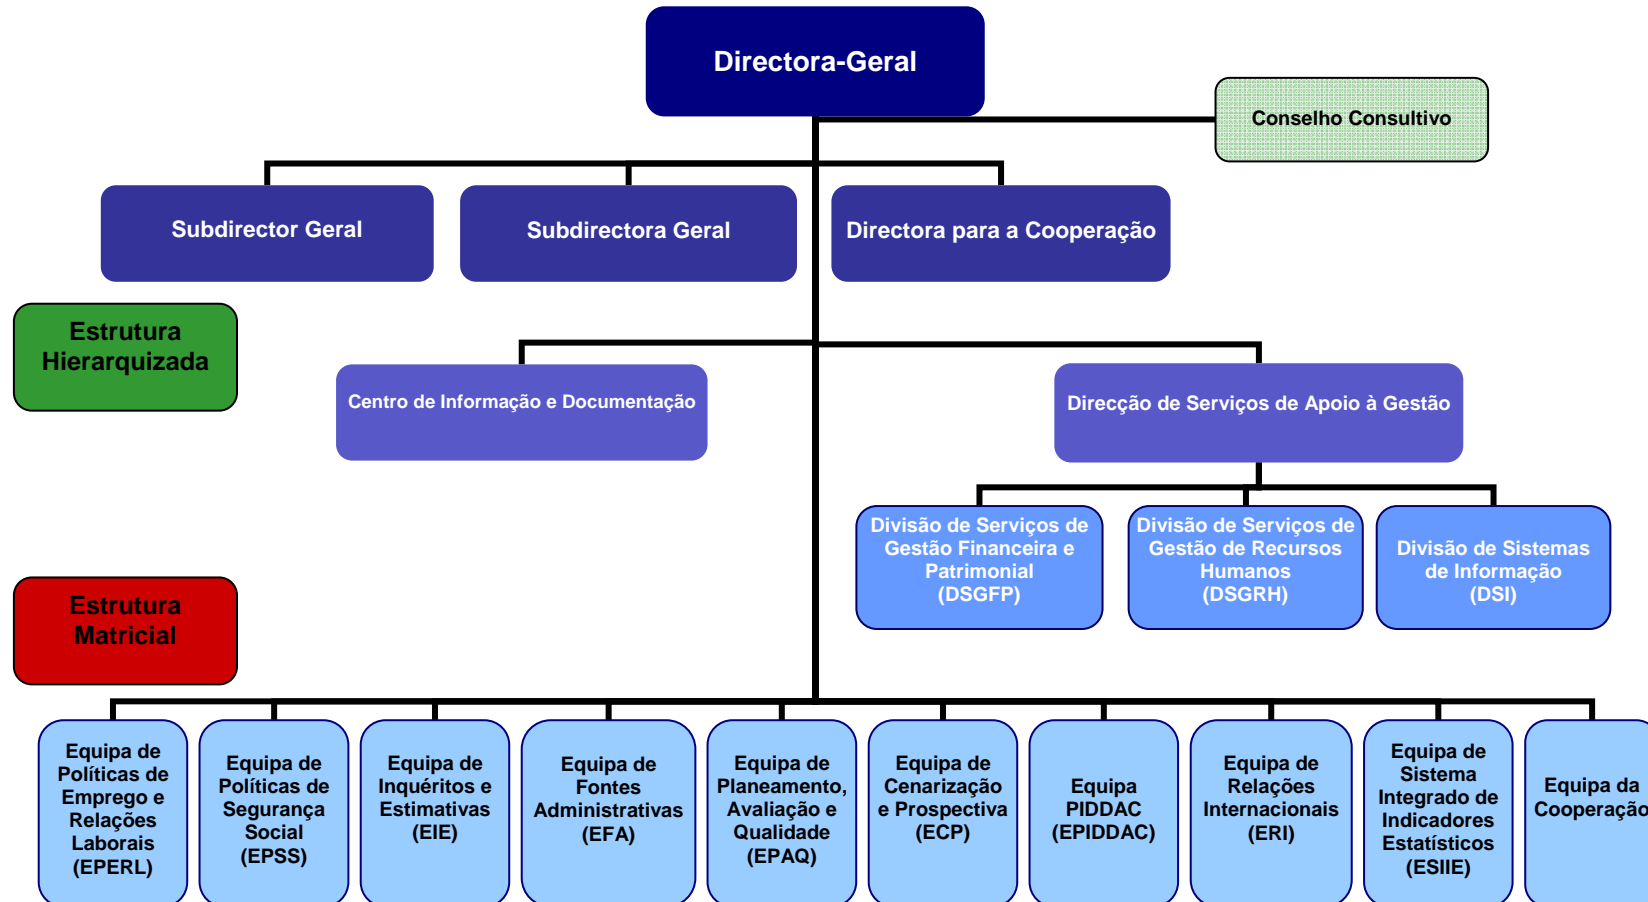 Directora-Geral
Conselho Consultivo
Subdirector Geral
Subdirectora Geral
Directora para a Cooperação
Estrutura
Hierarquizada
Centro de Informação e Documentação
Direcção de Serviços de Apoio à Gestão
Divisão de Serviços de
Gestão Financeira e
Patrimonial
(DSGFP)
Divisão de Serviços de
Gestão de Recursos
Humanos
(DSGRH)
Divisão de Sistemas
de Informação
(DSI)
Estrutura
Matricial
Equipa de
Políticas de
Emprego e
Relações
Laborais
(EPERL)
Equipa de
Políticas de
Segurança
Social
(EPSS)
Equipa de
Inquéritos e
Estimativas
(EIE)
Equipa de
Fontes
Administrativas
(EFA)
Equipa de
Planeamento,
Avaliação e
Qualidade
(EPAQ)
Equipa de
Cenarização
e Prospectiva
(ECP)
Equipa
PIDDAC
(EPIDDAC)
Equipa de
Relações
Internacionais
(ERI)
Equipa de
Sistema
Integrado de
Indicadores
Estatísticos
(ESIIE)
Equipa da
Cooperação